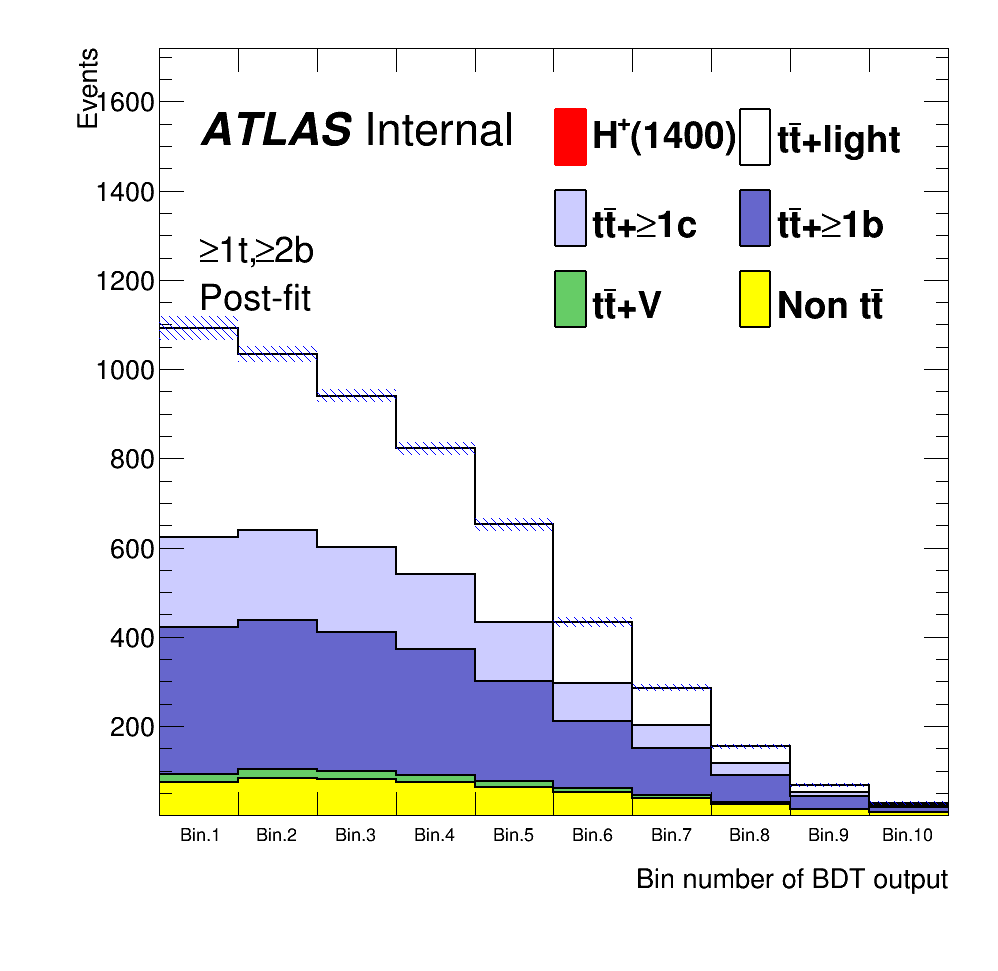 Events
1600
1400
1200
1000
800
600
400
200
ATLAS Internal
≥1t,≥2b
Post-fit
H⁺(1400)
tt̄+light
tt̄+≥1c
tt̄+≥1b
tt̄+V
Non tt̄
Bin.1 Bin.2 Bin.3 Bin.4 Bin.5 Bin.6 Bin.7 Bin.8 Bin.9 Bin.10
Bin number of BDT output